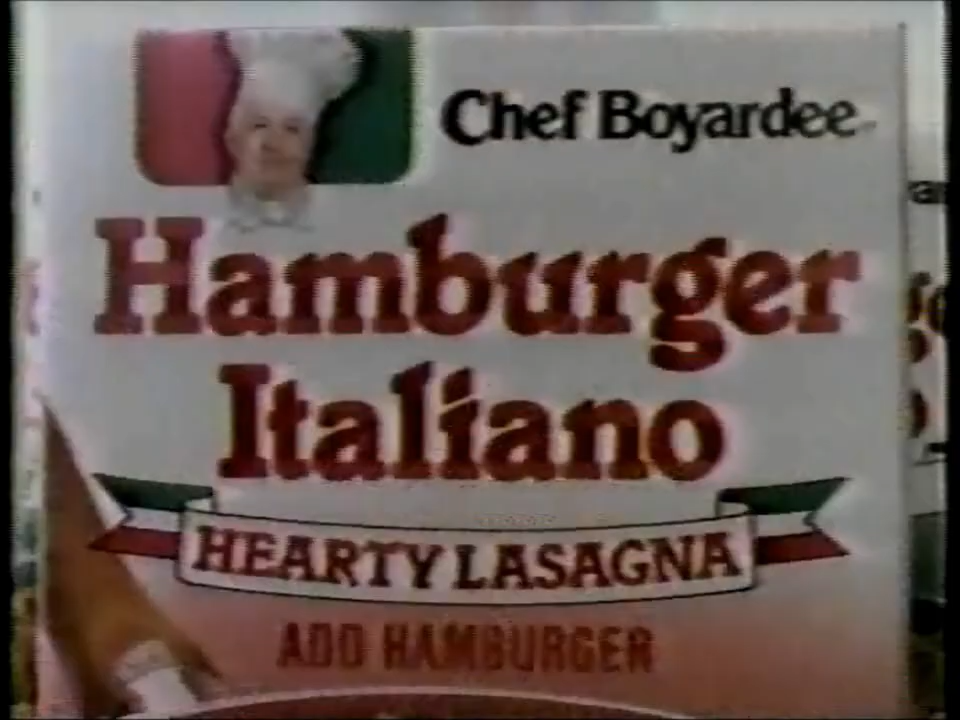 Chef Boyardee
Hamburger
Italiano
HEARTY LASAGNA
ADD HAMBURGER